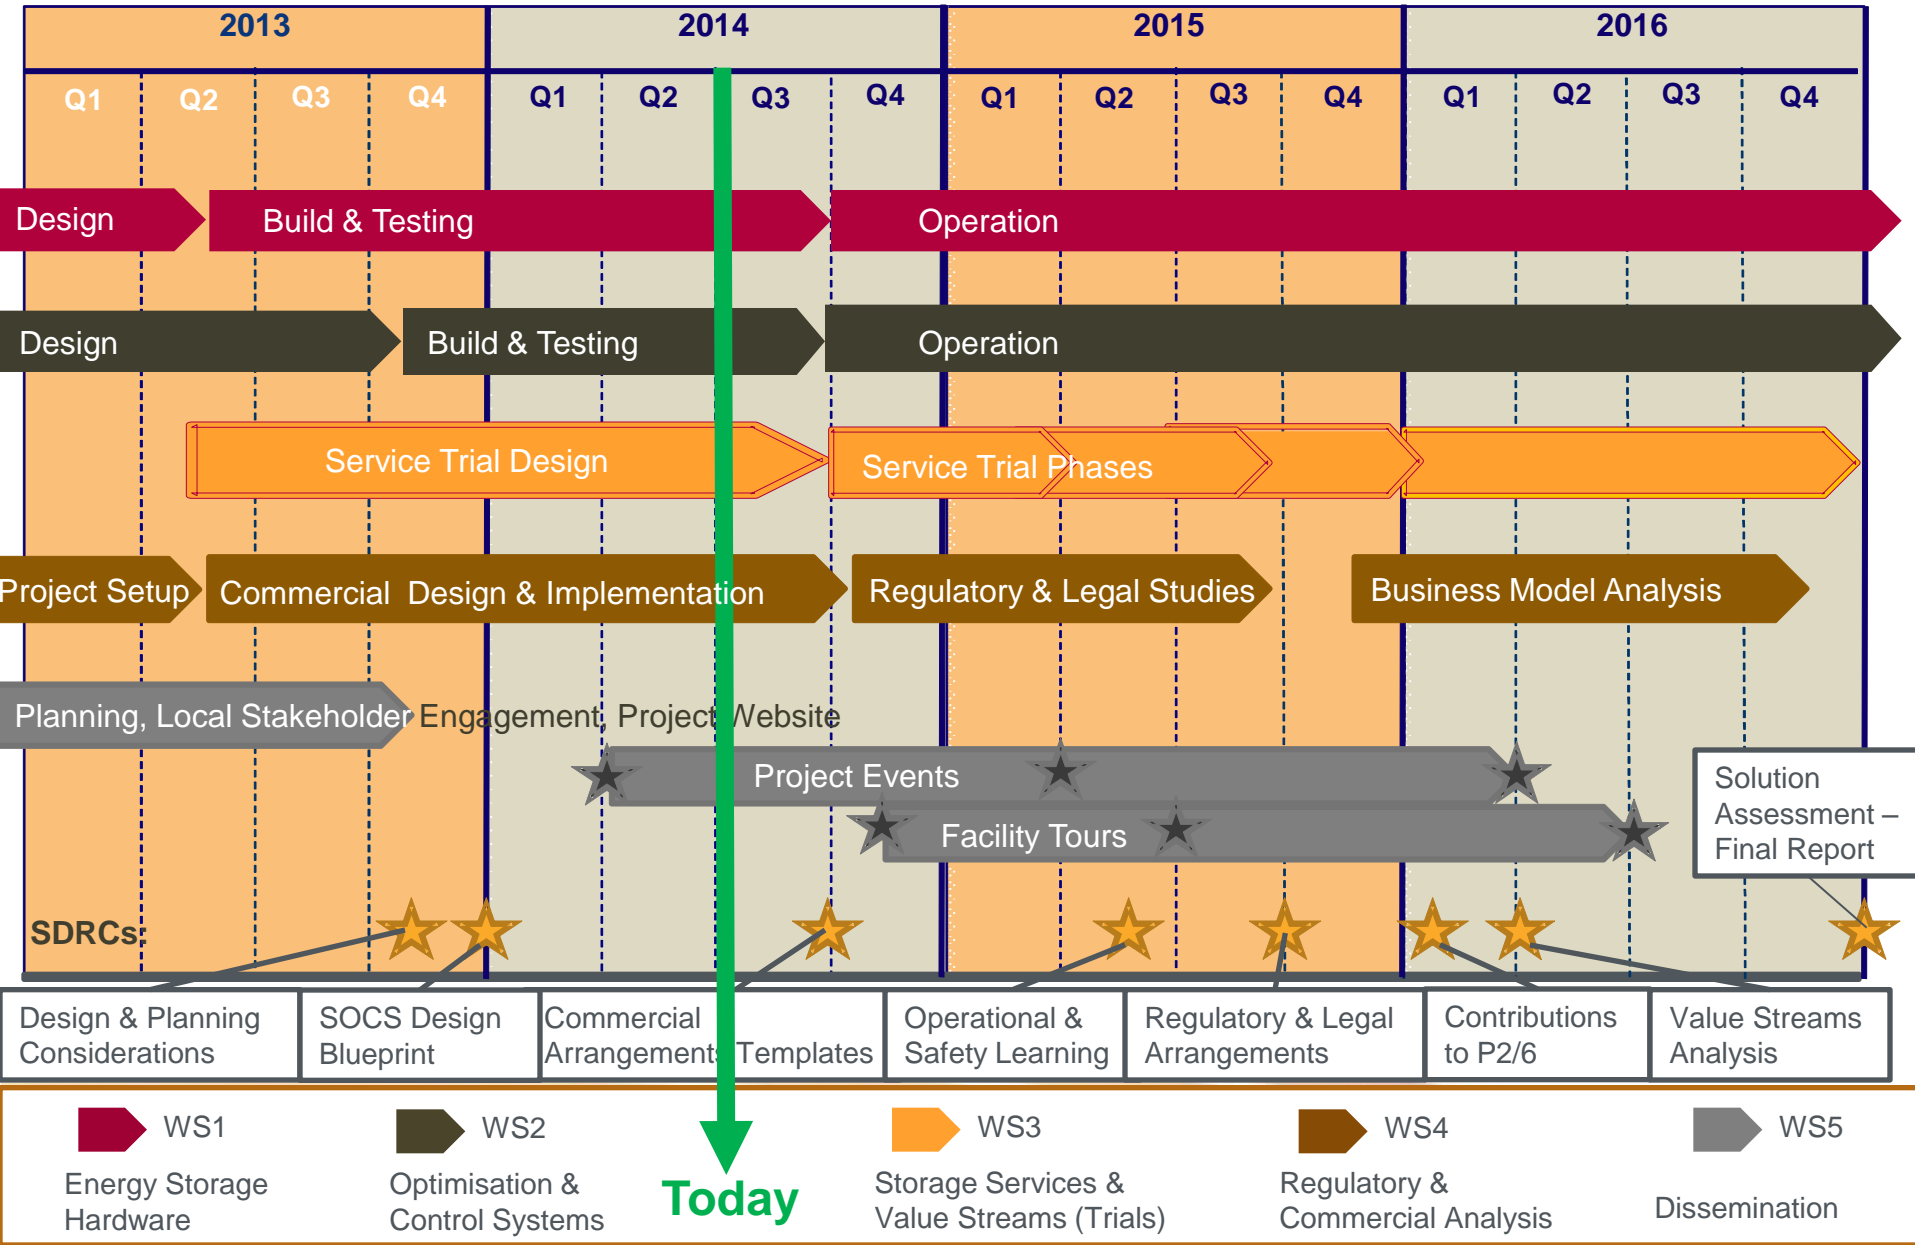 2013 2014 2015 2016
Q1 Q2 Q3 Q4 Q1 Q2 Q3 Q4 Q1 Q2 Q3 Q4 Q1 Q2 Q3 Q4
Design Build & Testing Operation
Design Build & Testing Operation
Service Trial Design Service Trial Phases
Project Setup Commercial Design & Implementation Regulatory & Legal Studies Business Model Analysis
Planning, Local Stakeholder Engagement, Project Website
Project Events
Facility Tours
Solution
Assessment –
Final Report
SDRCs:
Design & Planning
Considerations
SOCS Design
Blueprint
Commercial
Arrangements Templates
Operational &
Safety Learning
Regulatory & Legal
Arrangements
Contributions
to P2/6
Value Streams
Analysis
WS1
Energy Storage
Hardware
WS2
Optimisation &
Control Systems
Today
WS3
Storage Services &
Value Streams (Trials)
WS4
Regulatory &
Commercial Analysis
WS5
Dissemination